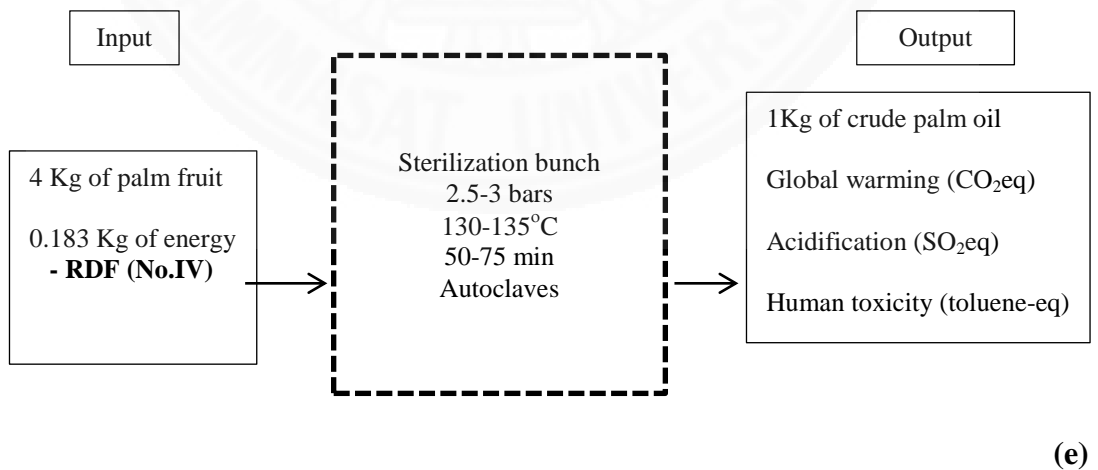 Input
Output
4 Kg of palm fruit
0.183 Kg of energy
- RDF (No.IV)
Sterilization bunch
2.5-3 bars
130-135°C
50-75 min
Autoclaves
1Kg of crude palm oil
Global warming (CO₂eq)
Acidification (SO₂eq)
Human toxicity (toluene-eq)
(e)